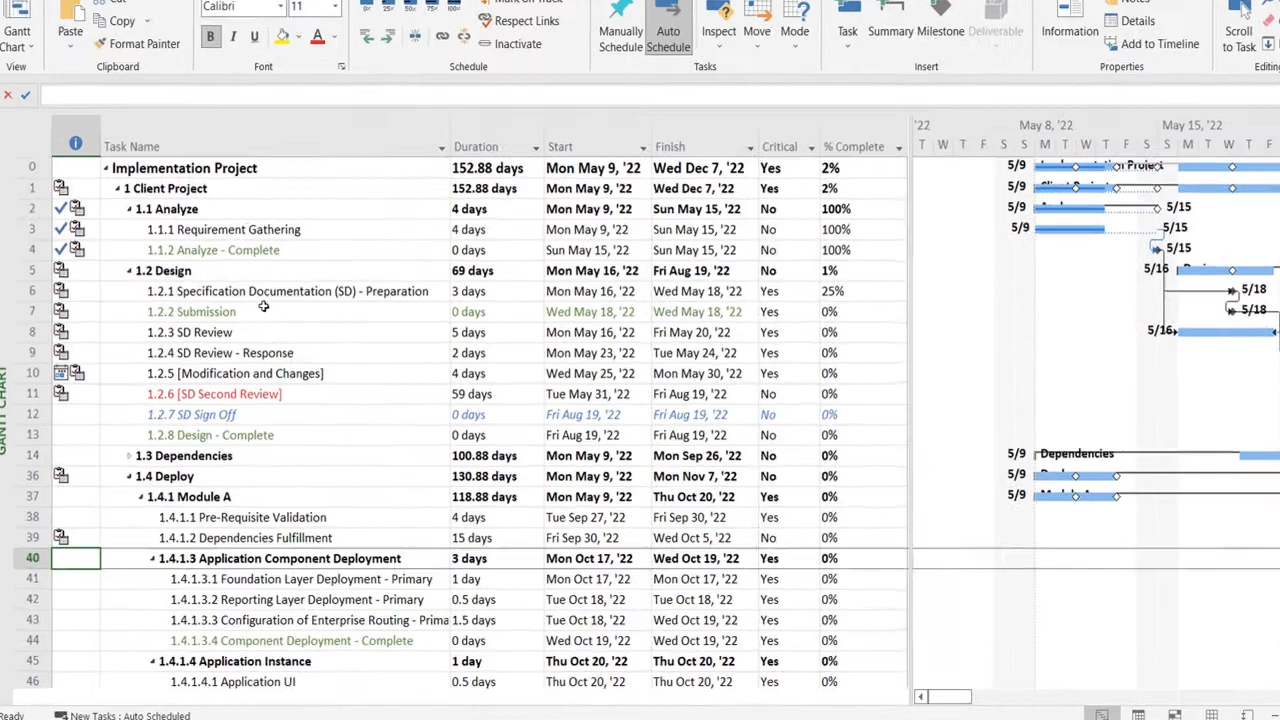 Gantt
Chart
View
Paste
Cut
Copy
Format Painter
Clipboard
Calibri
11
B I U A
Font
Mark on Track
Respect Links
Inactivate
Schedule
Manually
Schedule
Auto
Schedule
Inspect
Move
Mode
Tasks
Task
Summary
Milestone
Deliverable
Insert
Information
Notes
Details
Add to Timeline
Properties
Scroll
to Task
Editing
Task Name Duration Start Finish Critical % Complete
0 Implementation Project 152.88 days Mon May 9, '22 Wed Dec 7, '22 Yes 2%
1 1 Client Project 152.88 days Mon May 9, '22 Wed Dec 7, '22 Yes 2%
2 1.1 Analyze 4 days Mon May 9, '22 Sun May 15, '22 No 100%
3 1.1.1 Requirement Gathering 4 days Mon May 9, '22 Sun May 15, '22 No 100%
4 1.1.2 Analyze - Complete 0 days Sun May 15, '22 Sun May 15, '22 No 100%
5 1.2 Design 69 days Mon May 16, '22 Fri Aug 19, '22 No 1%
6 1.2.1 Specification Documentation (SD) - Preparation 3 days Mon May 16, '22 Wed May 18, '22 Yes 25%
7 1.2.2 Submission 0 days Wed May 18, '22 Wed May 18, '22 Yes 0%
8 1.2.3 SD Review 5 days Mon May 16, '22 Fri May 20, '22 Yes 0%
9 1.2.4 SD Review - Response 2 days Mon May 23, '22 Tue May 24, '22 Yes 0%
10 1.2.5 [Modification and Changes] 4 days Wed May 25, '22 Mon May 30, '22 Yes 0%
11 1.2.6 [SD Second Review] 59 days Tue May 31, '22 Fri Aug 19, '22 No 0%
12 1.2.7 SD Sign Off 0 days Fri Aug 19, '22 Fri Aug 19, '22 No 0%
13 1.2.8 Design - Complete 0 days Fri Aug 19, '22 Fri Aug 19, '22 No 0%
14 1.3 Dependencies 100.88 days Mon May 9, '22 Mon Sep 26, '22 No 0%
36 1.4 Deploy 130.88 days Mon May 9, '22 Mon Nov 7, '22 No 0%
37 1.4.1 Module A 118.88 days Mon May 9, '22 Thu Oct 20, '22 Yes 0%
38 1.4.1.1 Pre-Requisite Validation 4 days Tue Sep 27, '22 Fri Sep 30, '22 Yes 0%
39 1.4.1.2 Dependencies Fulfillment 15 days Fri Sep 30, '22 Wed Oct 5, '22 No 0%
40 1.4.1.3 Application Component Deployment 3 days Mon Oct 17, '22 Wed Oct 19, '22 Yes 0%
41 1.4.1.3.1 Foundation Layer Deployment - Primary 1 day Mon Oct 17, '22 Mon Oct 17, '22 Yes 0%
42 1.4.1.3.2 Reporting Layer Deployment - Primary 0.5 days Tue Oct 18, '22 Tue Oct 18, '22 Yes 0%
43 1.4.1.3.3 Configuration of Enterprise Routing - Prima 1.5 days Tue Oct 18, '22 Wed Oct 19, '22 Yes 0%
44 1.4.1.3.4 Component Deployment - Complete 0 days Wed Oct 19, '22 Wed Oct 19, '22 Yes 0%
45 1.4.1.4 Application Instance 1 day Thu Oct 20, '22 Thu Oct 20, '22 Yes 0%
46 1.4.1.4.1 Application UI 0.5 days Thu Oct 20, '22 Thu Oct 20, '22 Yes 0%
'22 May 8, '22 May 15, '22
T W T F S S M T W T F S S M T W T F
5/9 Implementation Project
5/9 Client Project
5/9 5/15
5/9 5/15
5/15
5/16
5/18
5/18
5/16
5/9 Dependencies
5/9
5/9
GANTT CHART
Ready New Tasks : Auto Scheduled